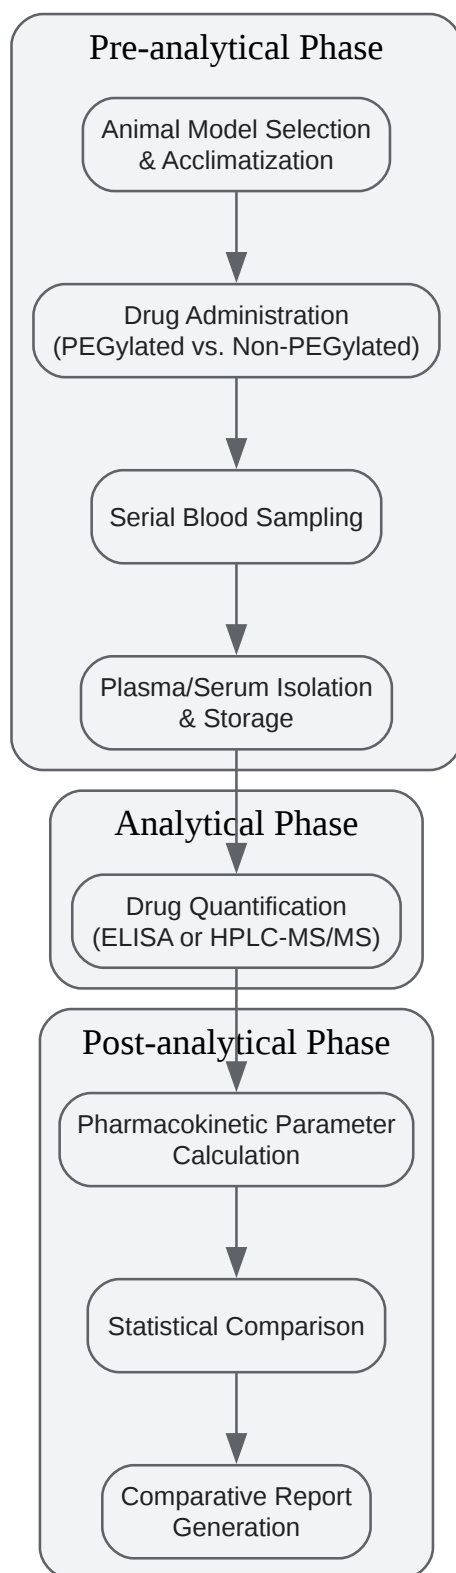 Pre-analytical Phase
Animal Model Selection
& Acclimatization
Drug Administration
(PEGylated vs. Non-PEGylated)
Serial Blood Sampling
Plasma/Serum Isolation
& Storage
Analytical Phase
Drug Quantification
(ELISA or HPLC-MS/MS)
Post-analytical Phase
Pharmacokinetic Parameter
Calculation
Statistical Comparison
Comparative Report
Generation